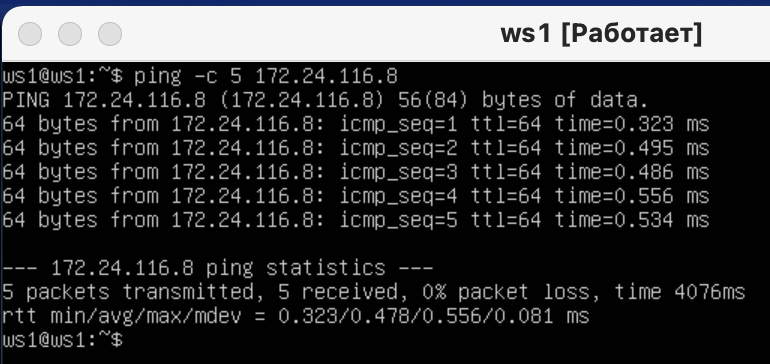 ws1 [Работает]
ws1@ws1:~$ ping -c 5 172.24.116.8
PING 172.24.116.8 (172.24.116.8) 56(84) bytes of data.
64 bytes from 172.24.116.8: icmp_seq=1 ttl=64 time=0.323 ms
64 bytes from 172.24.116.8: icmp_seq=2 ttl=64 time=0.495 ms
64 bytes from 172.24.116.8: icmp_seq=3 ttl=64 time=0.486 ms
64 bytes from 172.24.116.8: icmp_seq=4 ttl=64 time=0.556 ms
64 bytes from 172.24.116.8: icmp_seq=5 ttl=64 time=0.534 ms
--- 172.24.116.8 ping statistics ---
5 packets transmitted, 5 received, 0% packet loss, time 4076ms
rtt min/avg/max/mdev = 0.323/0.478/0.556/0.081 ms
ws1@ws1:~$